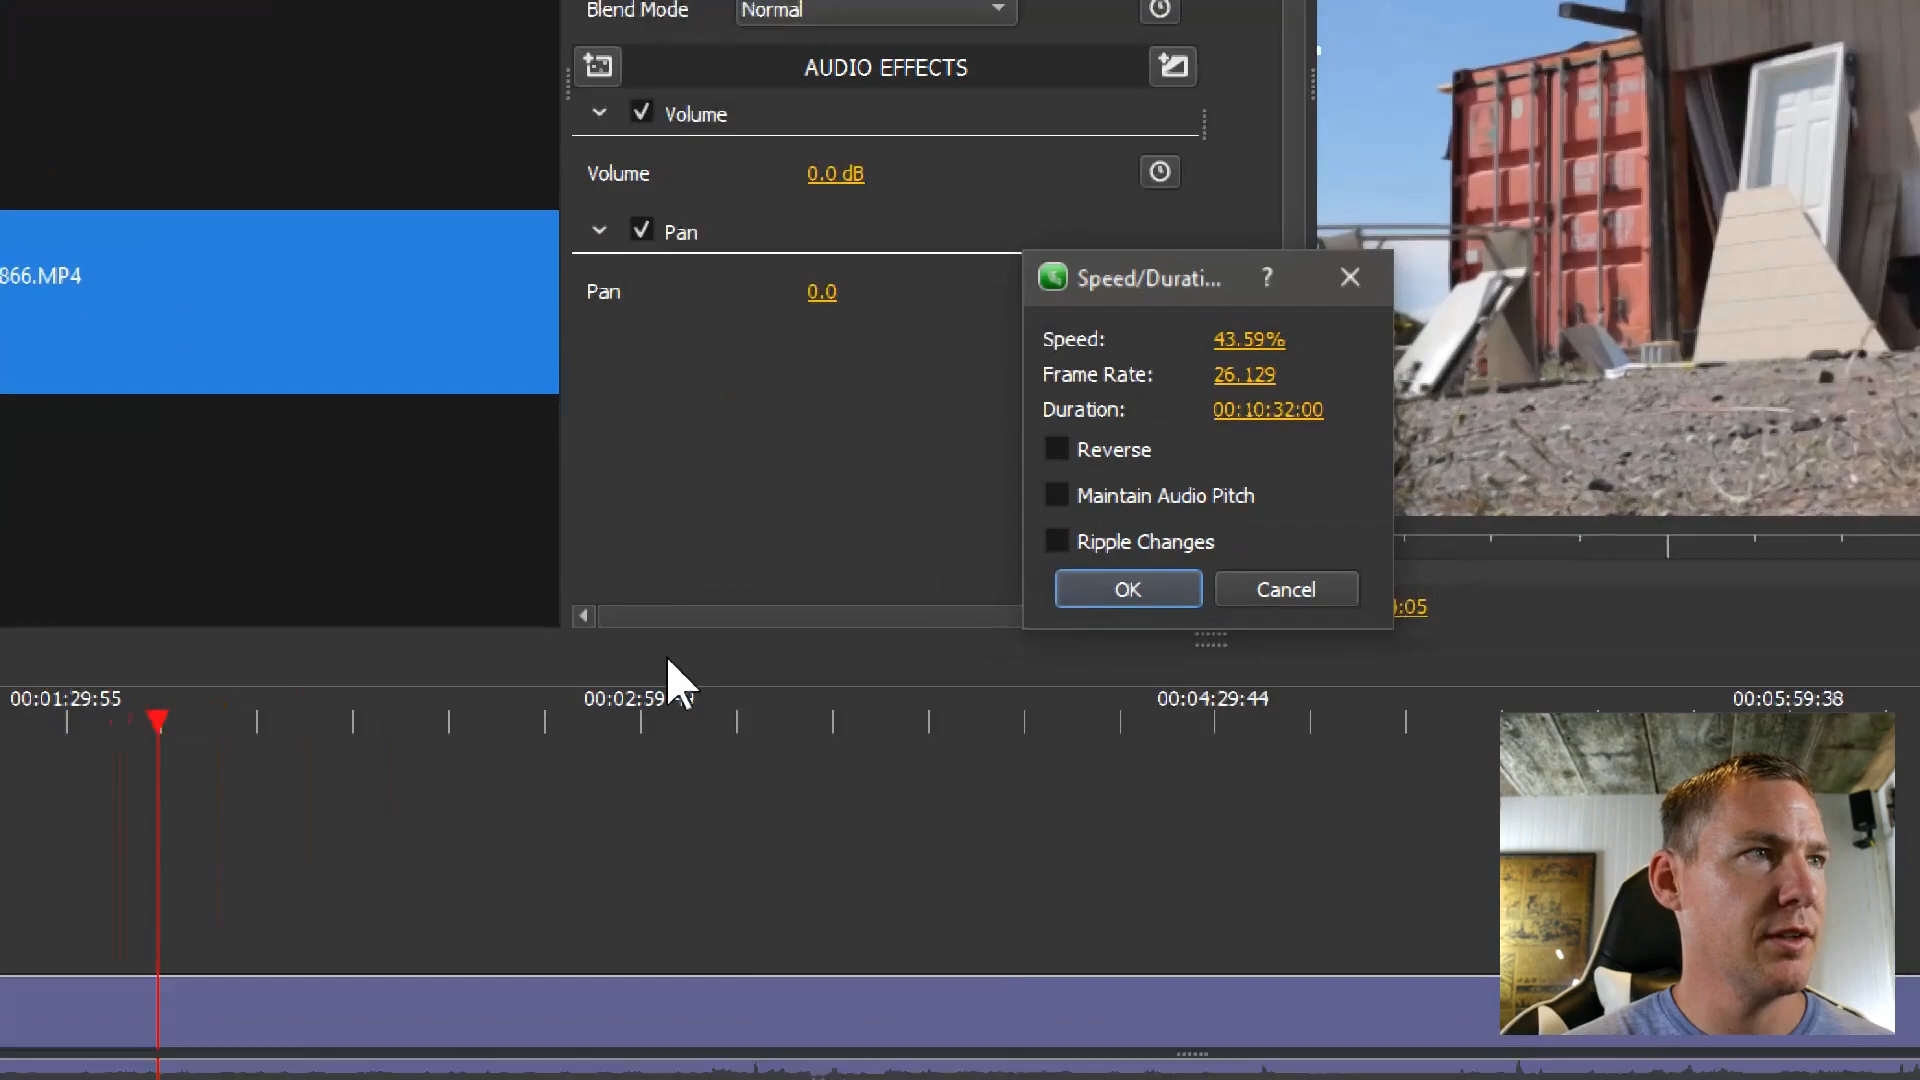 Blend Mode Normal
AUDIO EFFECTS
Volume
Volume 0.0 dB
Pan
Pan 0.0
866.MP4
Speed/Durati... ?
Speed: 43.59%
Frame Rate: 26.129
Duration: 00:10:32:00
Reverse
Maintain Audio Pitch
Ripple Changes
OK Cancel
:05
00:01:29:55 00:02:59 00:04:29:44 00:05:59:38